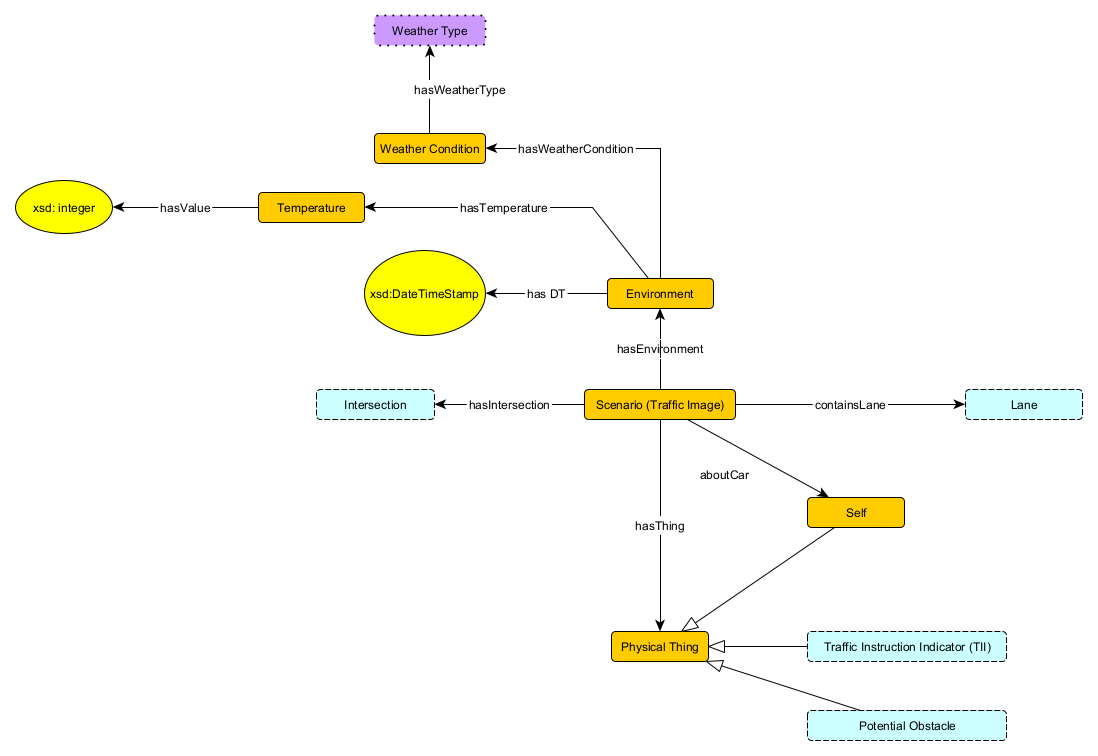 Weather Type
hasWeatherType
Weather Condition
hasWeatherCondition
xsd: integer
hasValue
Temperature
hasTemperature
xsd:DateTimeStamp
has DT
Environment
hasEnvironment
Intersection
hasIntersection
Scenario (Traffic Image)
containsLane
Lane
aboutCar
Self
hasThing
Physical Thing
Traffic Instruction Indicator (TII)
Potential Obstacle